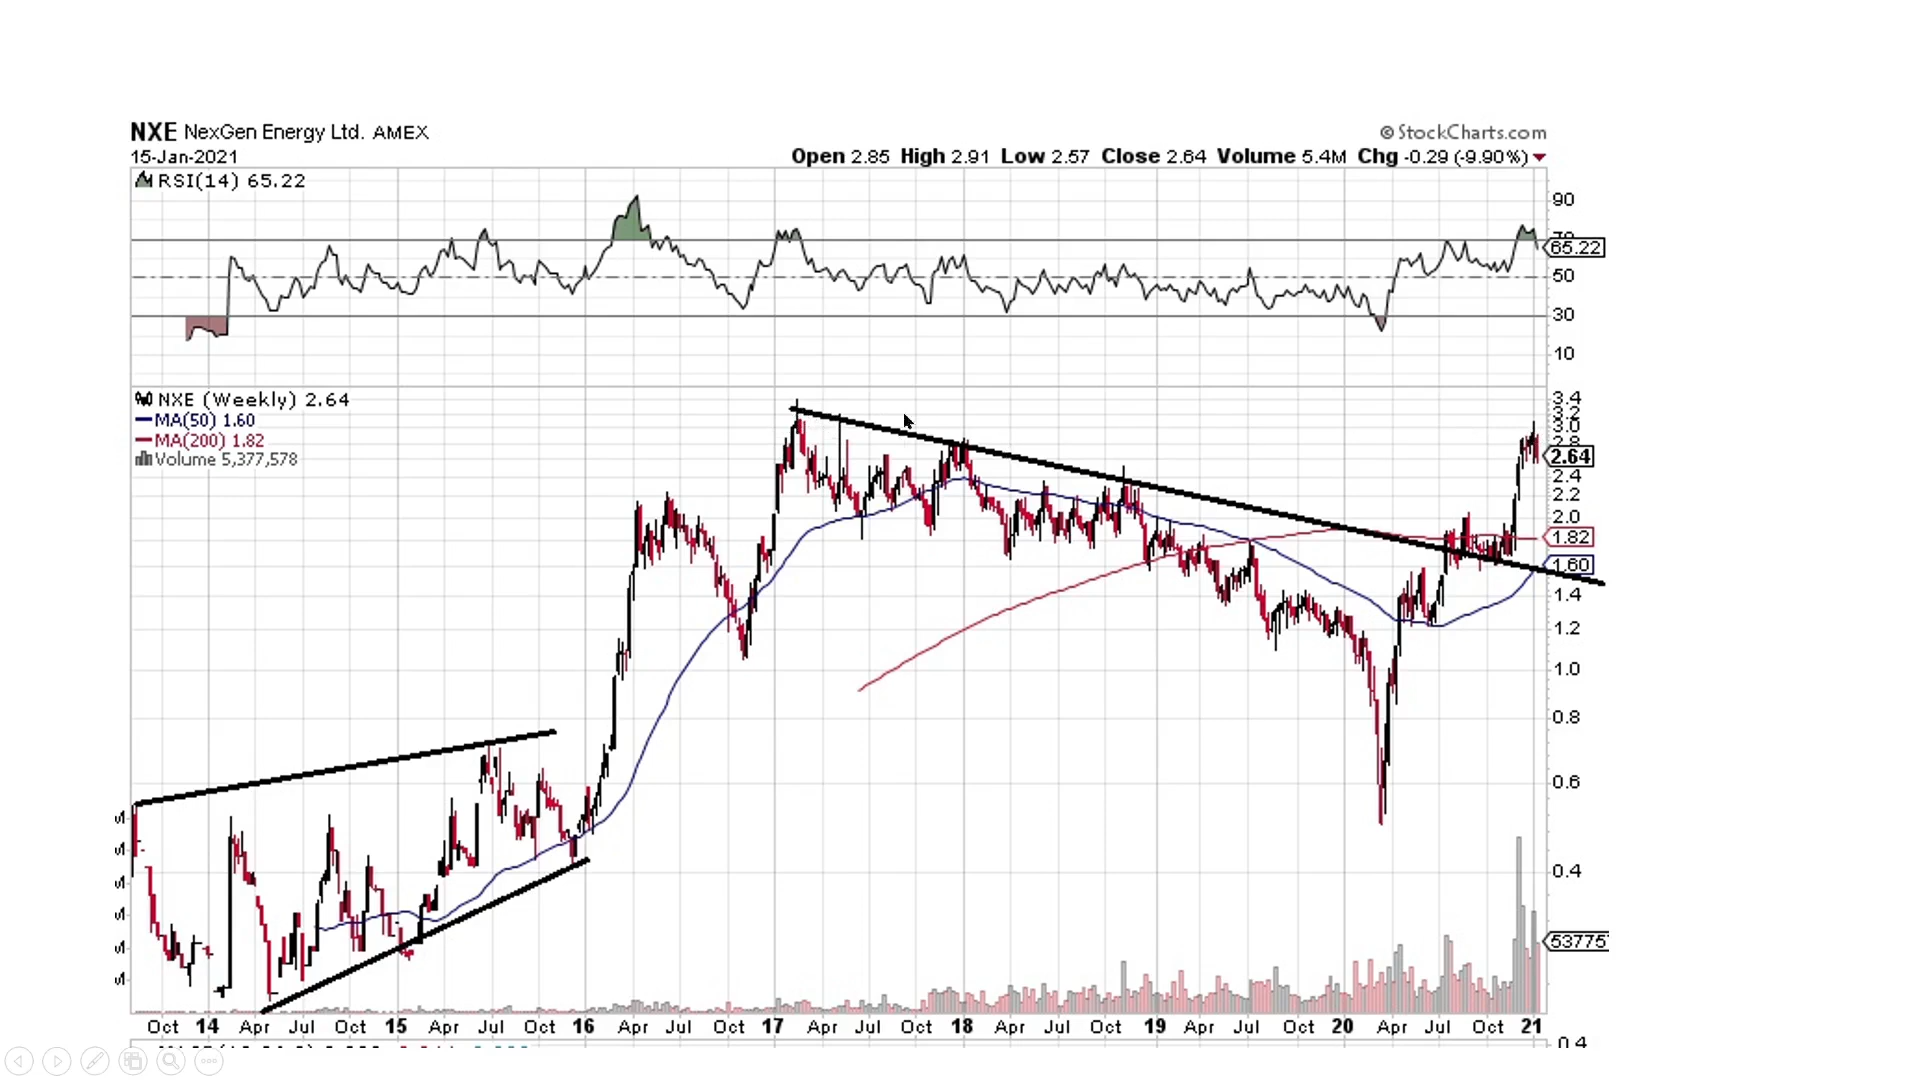 NXE NexGen Energy Ltd. AMEX
© StockCharts.com
15-Jan-2021
Open 2.85 High 2.91 Low 2.57 Close 2.64 Volume 5.4M Chg -0.29 (-9.90%)
RSI(14) 65.22
90
70
65.22
50
30
10
NXE (Weekly) 2.64
MA(50) 1.60
MA(200) 1.82
Volume 5,377,578
3.4
3.2
3.0
2.8
2.64
2.4
2.2
2.0
1.82
1.60
1.4
1.2
1.0
0.8
0.6
0.4
53775
Oct 14 Apr Jul Oct 15 Apr Jul Oct 16 Apr Jul Oct 17 Apr Jul Oct 18 Apr Jul Oct 19 Apr Jul Oct 20 Apr Jul Oct 21
0.4